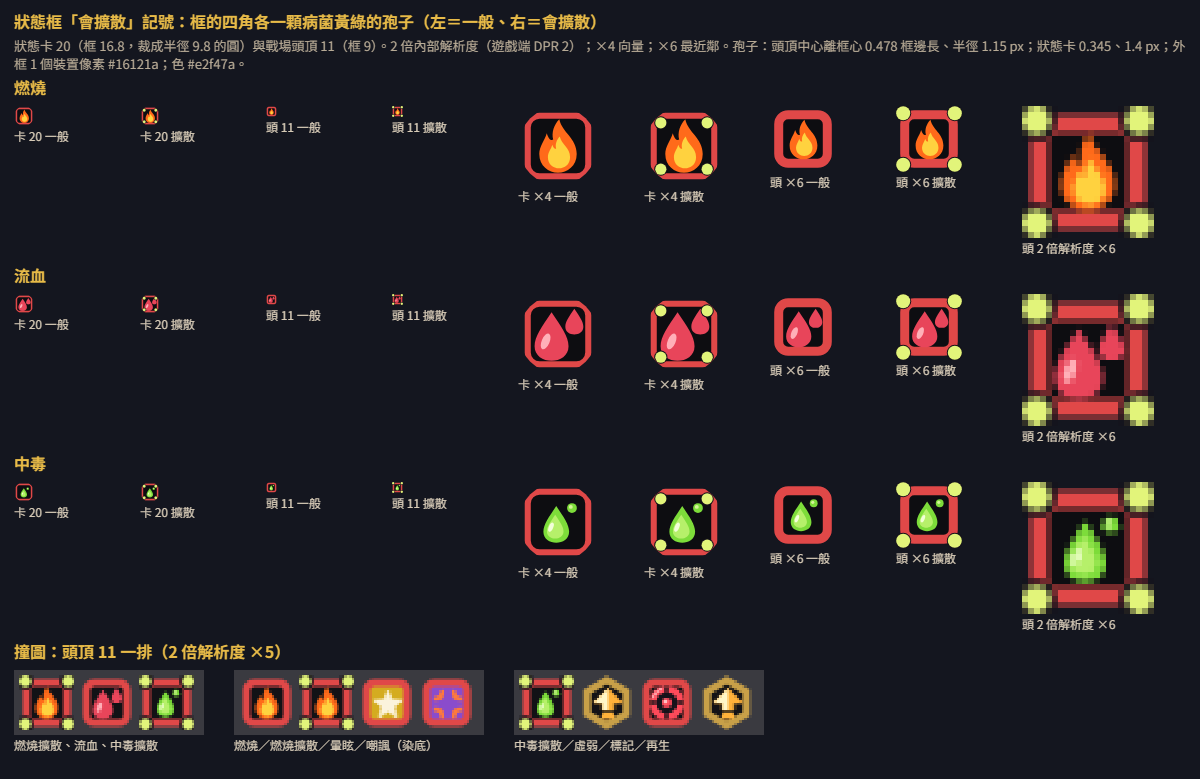 狀態框「會擴散」記號：框的四角各一顆病菌黃綠的孢子（左＝一般、右＝會擴散）
狀態卡 20（框 16.8，裁成半徑 9.8 的圓）與戰場頭頂 11（框 9）。2 倍內部解析度（遊戲端 DPR 2）；×4 向量；×6 最近鄰。孢子：頭頂中心離框心 0.478 框邊長、半徑 1.15 px；狀態卡 0.345、1.4 px；外
框 1 個裝置像素 #16121a；色 #e2f47a。
燃燒
卡 20 一般
卡 20 擴散
頭 11 一般
頭 11 擴散
卡 ×4 一般
卡 ×4 擴散
頭 ×6 一般
頭 ×6 擴散
頭 2 倍解析度 ×6
流血
卡 20 一般
卡 20 擴散
頭 11 一般
頭 11 擴散
卡 ×4 一般
卡 ×4 擴散
頭 ×6 一般
頭 ×6 擴散
頭 2 倍解析度 ×6
中毒
卡 20 一般
卡 20 擴散
頭 11 一般
頭 11 擴散
卡 ×4 一般
卡 ×4 擴散
頭 ×6 一般
頭 ×6 擴散
頭 2 倍解析度 ×6
撞圖：頭頂 11 一排（2 倍解析度 ×5）
燃燒擴散、流血、中毒擴散
燃燒／燃燒擴散／暈眩／嘲諷（染底）
中毒擴散／虛弱／標記／再生